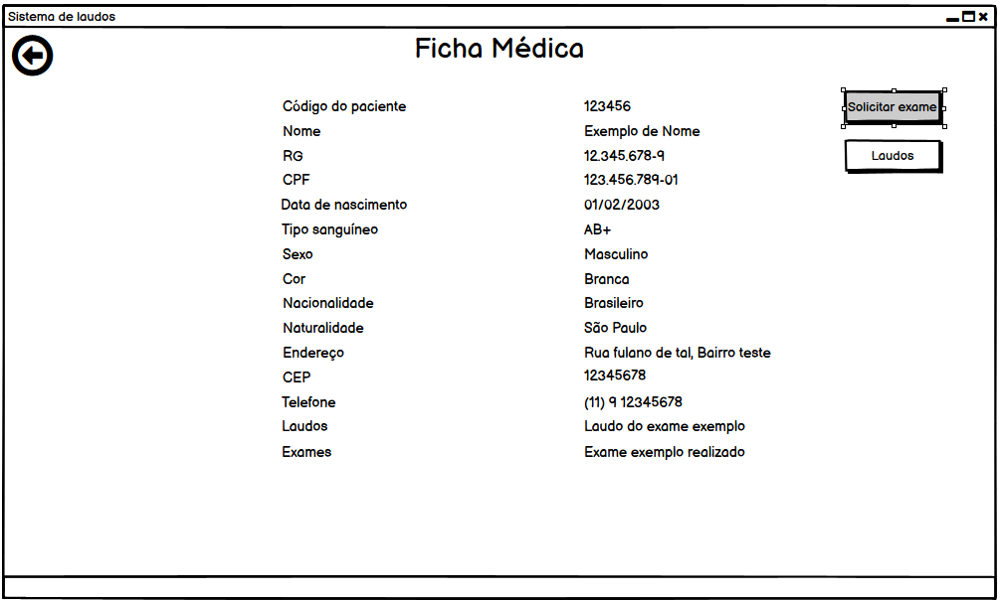 Sistema de laudos
Ficha Médica
Código do paciente 123456
Solicitar exame
Nome Exemplo de Nome
RG 12.345.678-9
Laudos
CPF 123.456.789-01
Data de nascimento 01/02/2003
Tipo sanguíneo AB+
Sexo Masculino
Cor Branca
Nacionalidade Brasileiro
Naturalidade São Paulo
Endereço Rua fulano de tal, Bairro teste
CEP 12345678
Telefone (11) 9 12345678
Laudos Laudo do exame exemplo
Exames Exame exemplo realizado